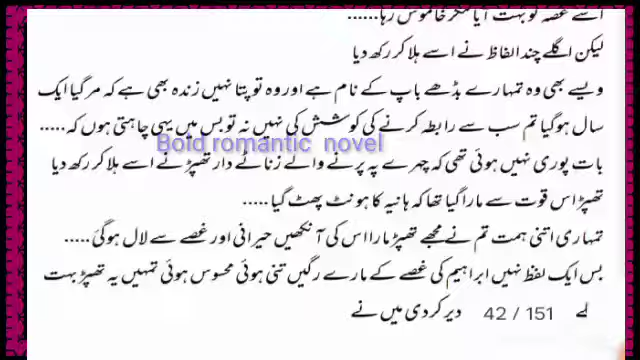 اسے غصہ تو بہت آیا مگر خاموش رہا......
لیکن اگلے چند الفاظ نے اسے ہلا کر رکھ دیا
ویسے بھی وہ تمہارے بڈھے باپ کے نام ہے اور وہ تو پتا نہیں زندہ بھی ہے کہ مر گیا ایک
سال ہو گیا تم سب سے رابطہ کرنے کی کوشش کی نہیں نہ تو بس میں یہی چاہتی ہوں کہ.....
Bold romantic novel
بات پوری نہیں ہوئی تھی کہ چہرے پہ پرنے والے زناٹے دار تھپڑ نے اسے ہلا کر رکھ دیا
تھپڑ اس قوت سے مارا گیا تھا کہ ہانیہ کا ہونٹ پھٹ گیا.....
تمہاری اتنی ہمت تم نے مجھے تھپڑ مارا اس کی آنکھیں حیرانی اور غصے سے لال ہوگئ.....
بس ایک لفظ نہیں ابراہیم کی غصے کے مارے رگیں تنی ہوئی محسوس ہوئی تمہیں یہ تھپڑ بہت
دیر کردی میں نے
42 / 151